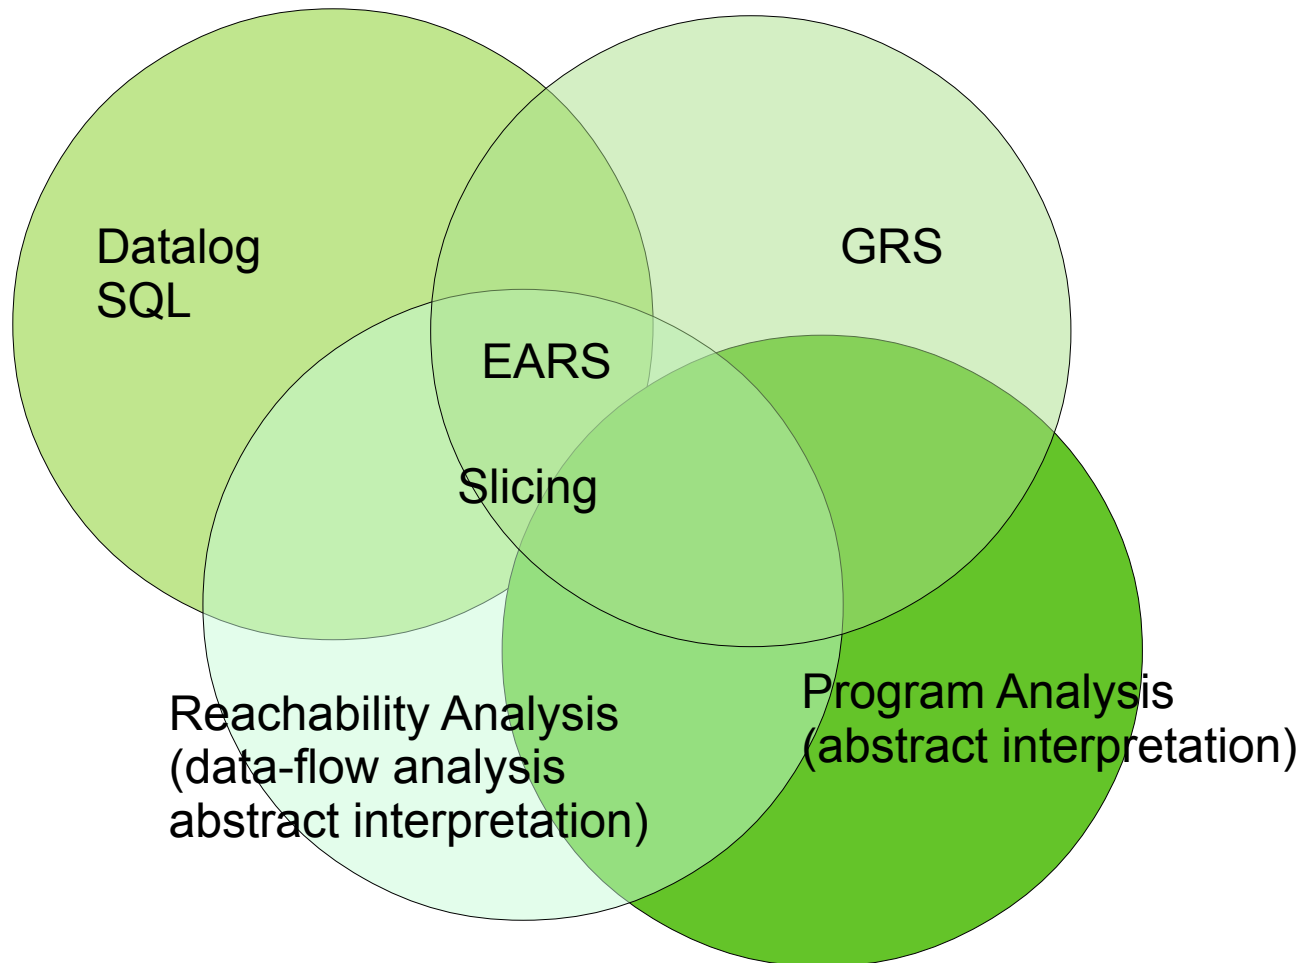 Datalog
SQL
GRS
EARS
Slicing
Reachability Analysis
(data-flow analysis
abstract interpretation)
Program Analysis
(abstract interpretation)